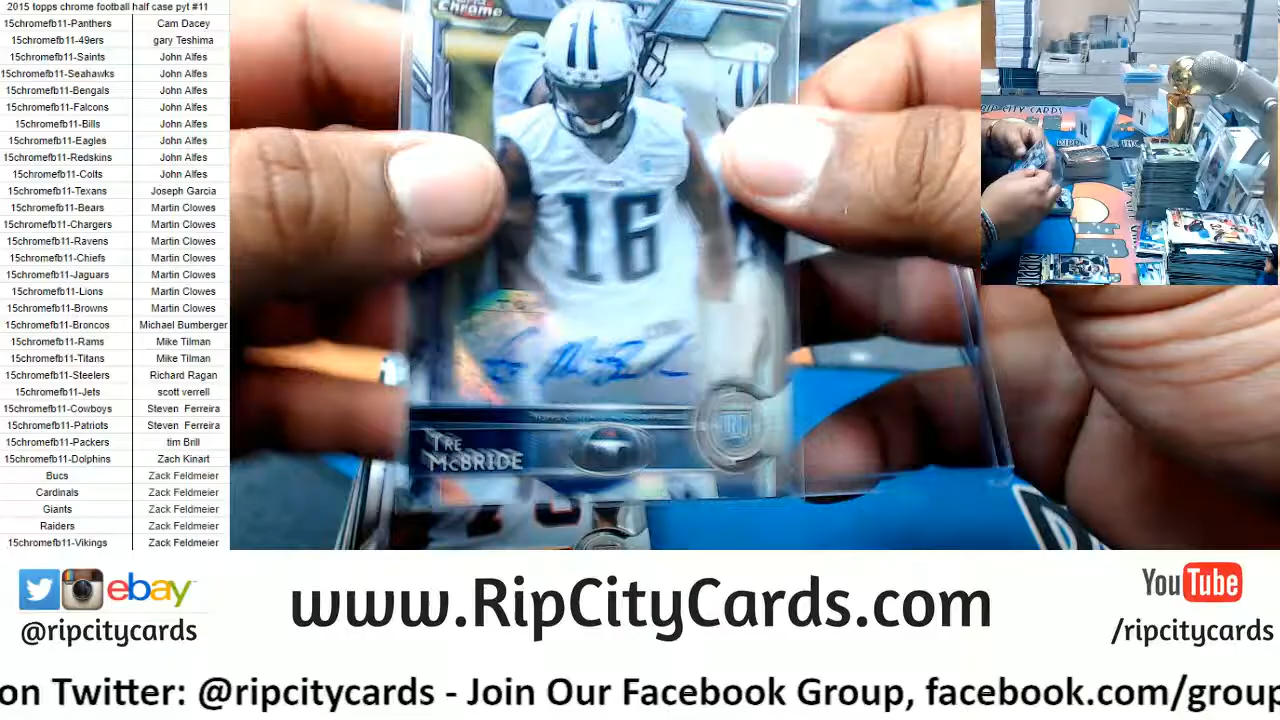 2015 topps chrome football half case pyt #11
15chromefb11-Panthers Cam Dacey
15chromefb11-49ers gary Teshima
15chromefb11-Saints John Alfes
15chromefb11-Seahawks John Alfes
15chromefb11-Bengals John Alfes
15chromefb11-Falcons John Alfes
15chromefb11-Bills John Alfes
15chromefb11-Eagles John Alfes
15chromefb11-Redskins John Alfes
15chromefb11-Colts John Alfes
15chromefb11-Texans Joseph Garcia
15chromefb11-Bears Martin Clowes
15chromefb11-Chargers Martin Clowes
15chromefb11-Ravens Martin Clowes
15chromefb11-Chiefs Martin Clowes
15chromefb11-Jaguars Martin Clowes
15chromefb11-Lions Martin Clowes
15chromefb11-Browns Martin Clowes
15chromefb11-Broncos Michael Bumberger
15chromefb11-Rams Mike Tilman
15chromefb11-Titans Mike Tilman
15chromefb11-Steelers Richard Ragan
15chromefb11-Jets scott verrell
15chromefb11-Cowboys Steven Ferreira
15chromefb11-Patriots Steven Ferreira
15chromefb11-Packers tim Brill
15chromefb11-Dolphins Zach Kinart
Bucs Zack Feldmeier
Cardinals Zack Feldmeier
Giants Zack Feldmeier
Raiders Zack Feldmeier
15chromefb11-Vikings Zack Feldmeier
Chrome
16
TRE
McBRIDE
RIP CITY CARDS
ebay
@ripcitycards
www.RipCityCards.com
YouTube
/ripcitycards
on Twitter: @ripcitycards - Join Our Facebook Group, facebook.com/group